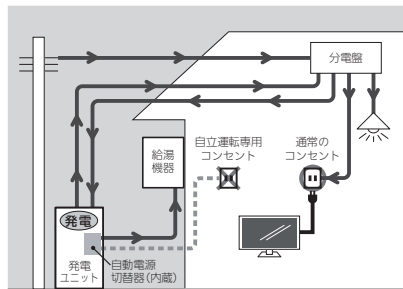 分電盤
自立運転専用
コンセント
通常の
コンセント
給湯
機器
発電
発電
ユニット
自動電源
切替器(内蔵)